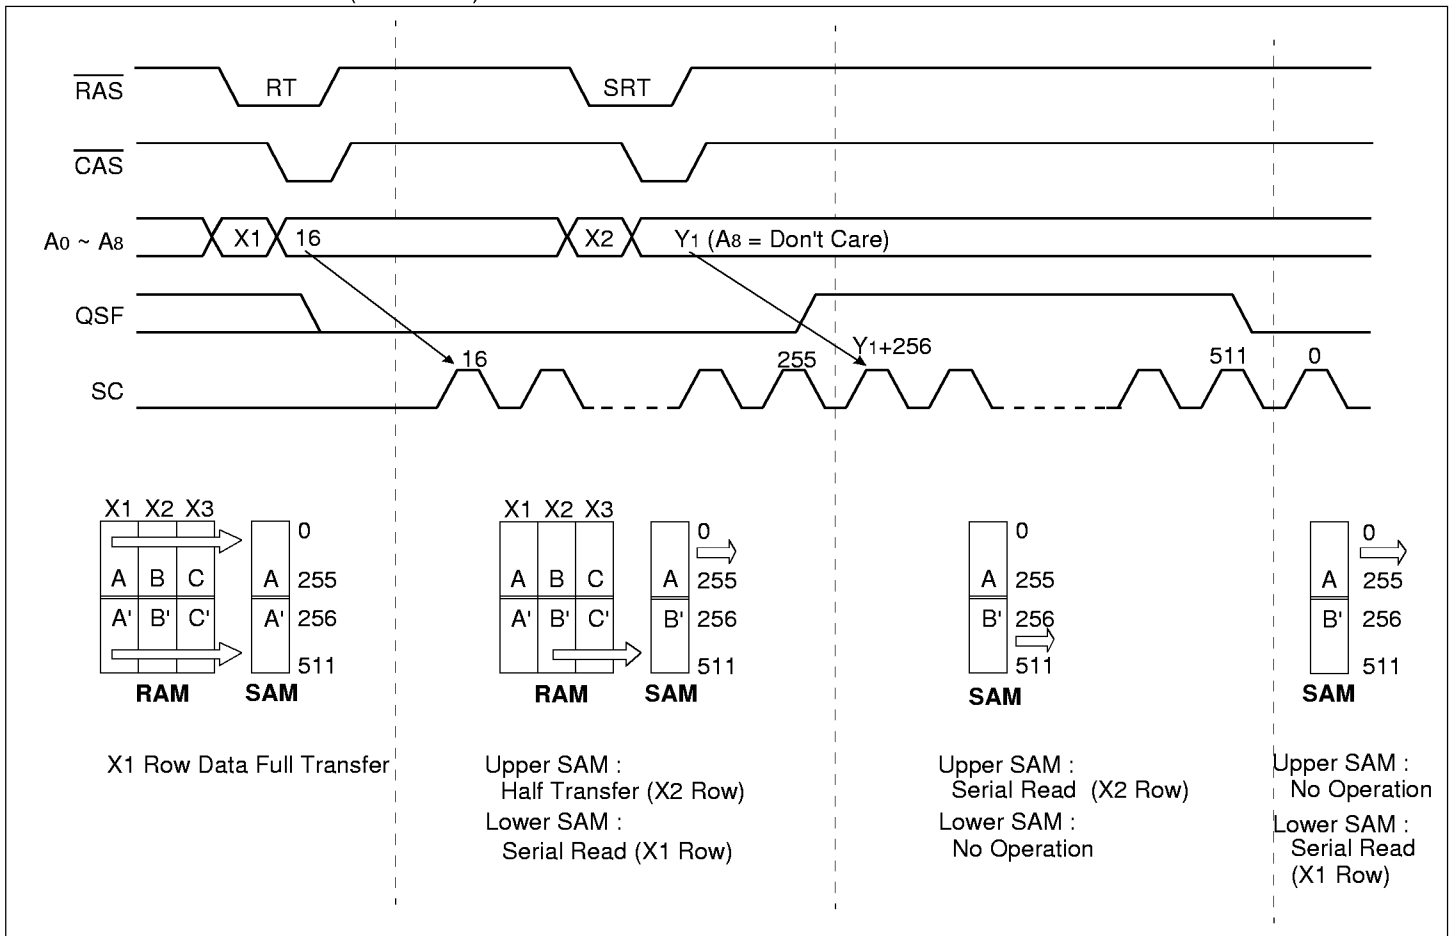 RAS RT SRT
CAS
A0 ~ A8 X1 16 X2 Y1 (A8 = Don't Care)
QSF
Y1+256
SC 16 255 511 0
X1 X2 X3
0
A B C A 255
A' B' C' A' 256
511
RAM SAM
X1 Row Data Full Transfer
X1 X2 X3
0
A B C A 255
A' B' C' B' 256
511
RAM SAM
Upper SAM :
Half Transfer (X2 Row)
Lower SAM :
Serial Read (X1 Row)
0
A 255
B' 256
511
SAM
Upper SAM :
Serial Read (X2 Row)
Lower SAM :
No Operation
0
A 255
B' 256
511
SAM
Upper SAM :
No Operation
Lower SAM :
Serial Read
(X1 Row)